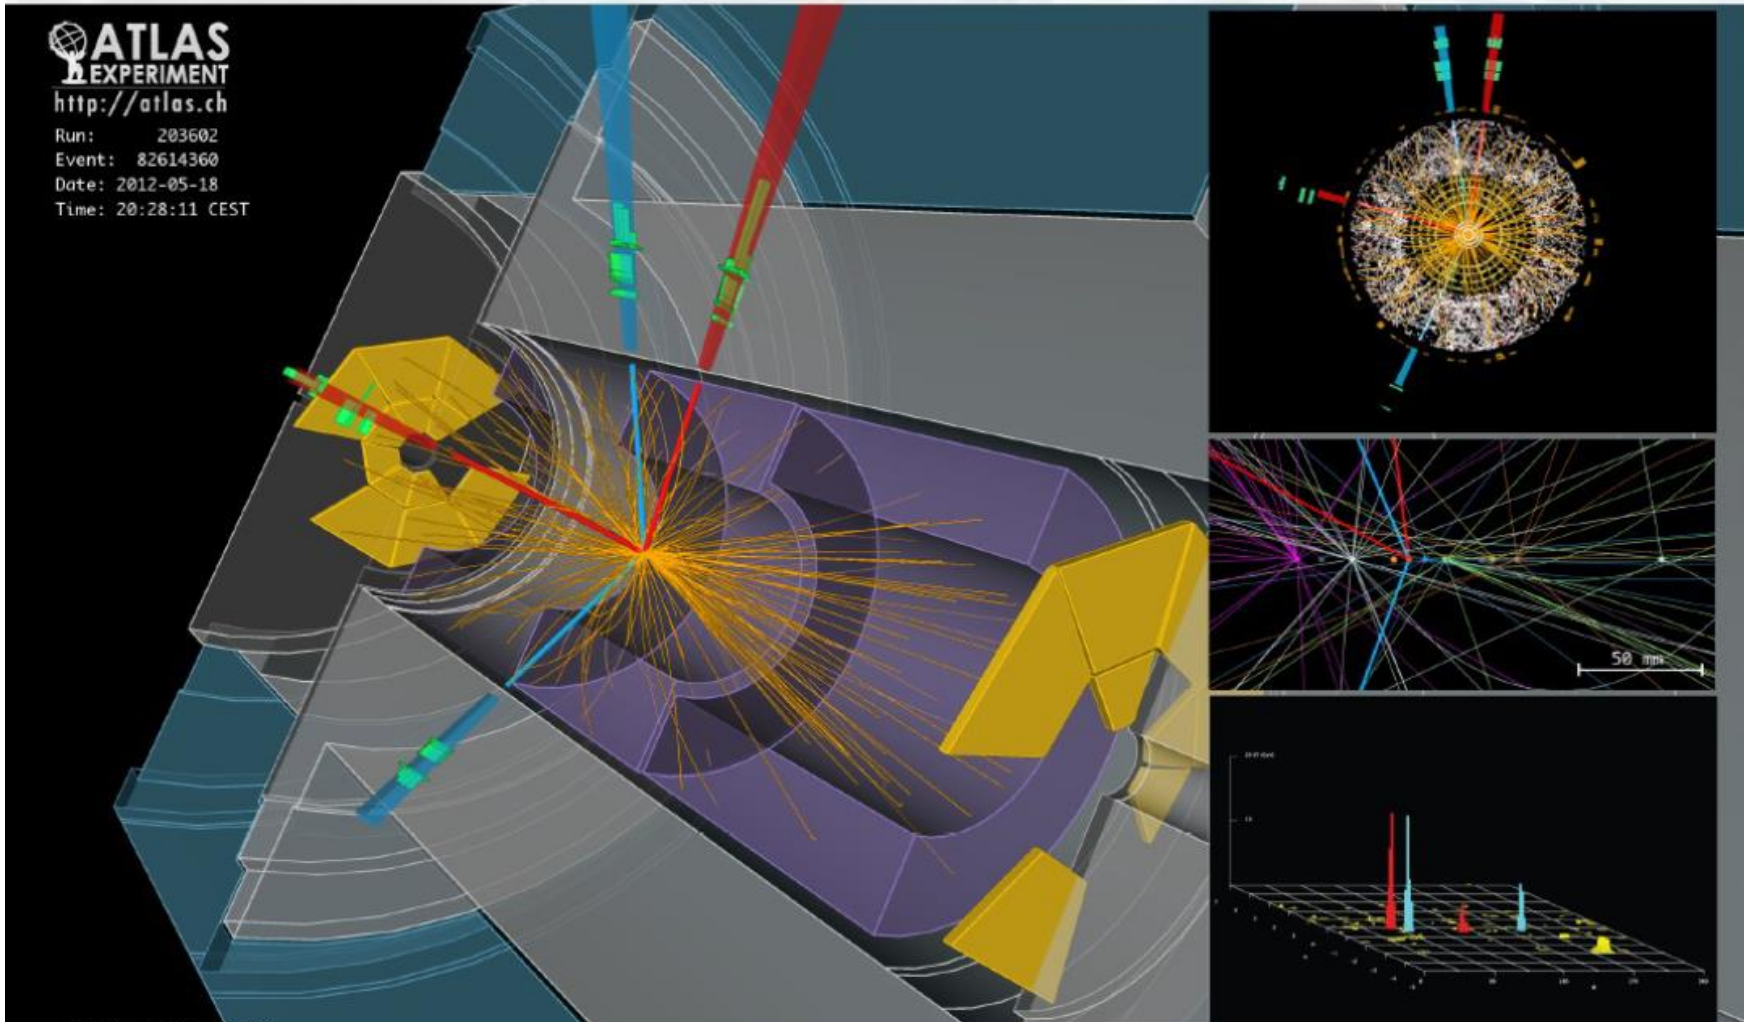 ATLAS
EXPERIMENT
http://atlas.ch
Run: 203602
Event: 82614360
Date: 2012-05-18
Time: 20:28:11 CEST
50 mm